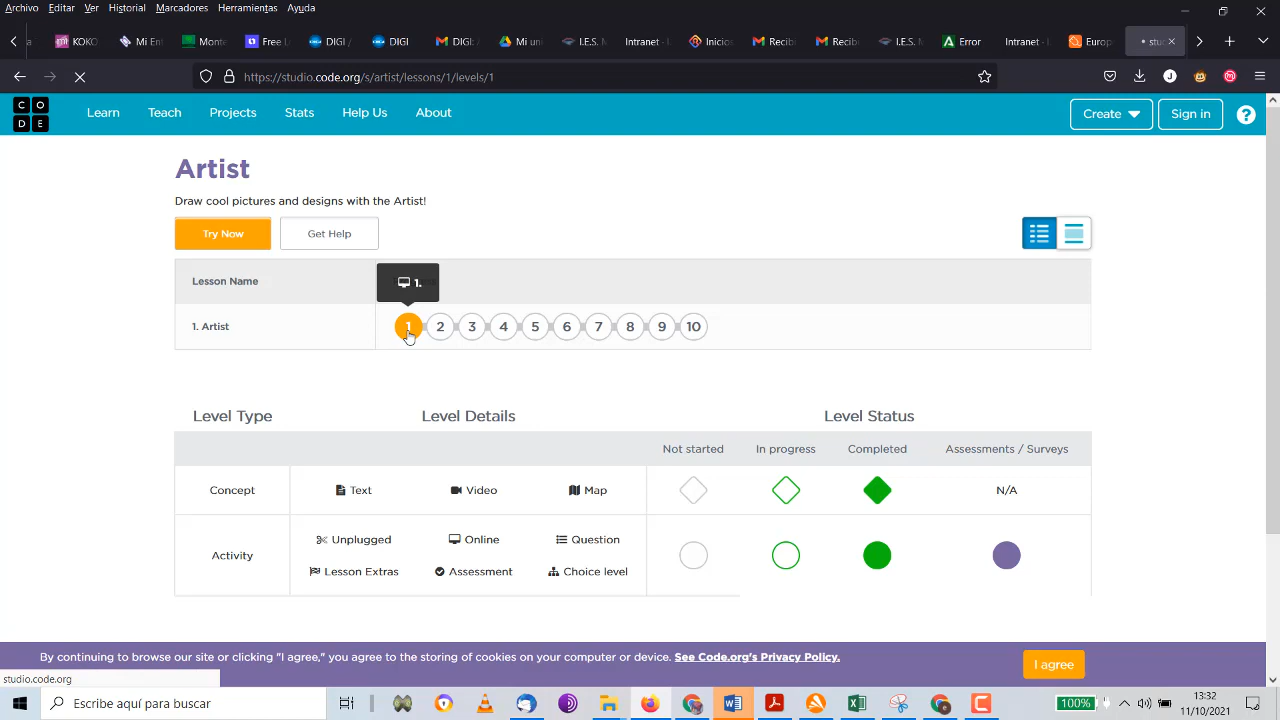 Archivo Editar Ver Historial Marcadores Herramientas Ayuda
a KOKO Mi Ent Monte Free L DIGI / DIGI DIGI: Mi uni I.E.S. M Intranet - I. Inicios Recib Recib I.E.S. M Error Intranet - I Europ stuc
https://studio.code.org/s/artist/lessons/1/levels/1
C O D E
Learn Teach Projects Stats Help Us About Create Sign in ?
Artist
Draw cool pictures and designs with the Artist!
Try Now Get Help
Lesson Name
1.
1. Artist 1 2 3 4 5 6 7 8 9 10
Level Type Level Details Level Status
Not started In progress Completed Assessments / Surveys
Concept Text Video Map N/A
Unplugged Online Question
Activity
Lesson Extras Assessment Choice level
By continuing to browse our site or clicking "I agree," you agree to the storing of cookies on your computer or device. See Code.org's Privacy Policy. I agree
studio.code.org
Escribe aquí para buscar 100% 13:32
11/10/2021